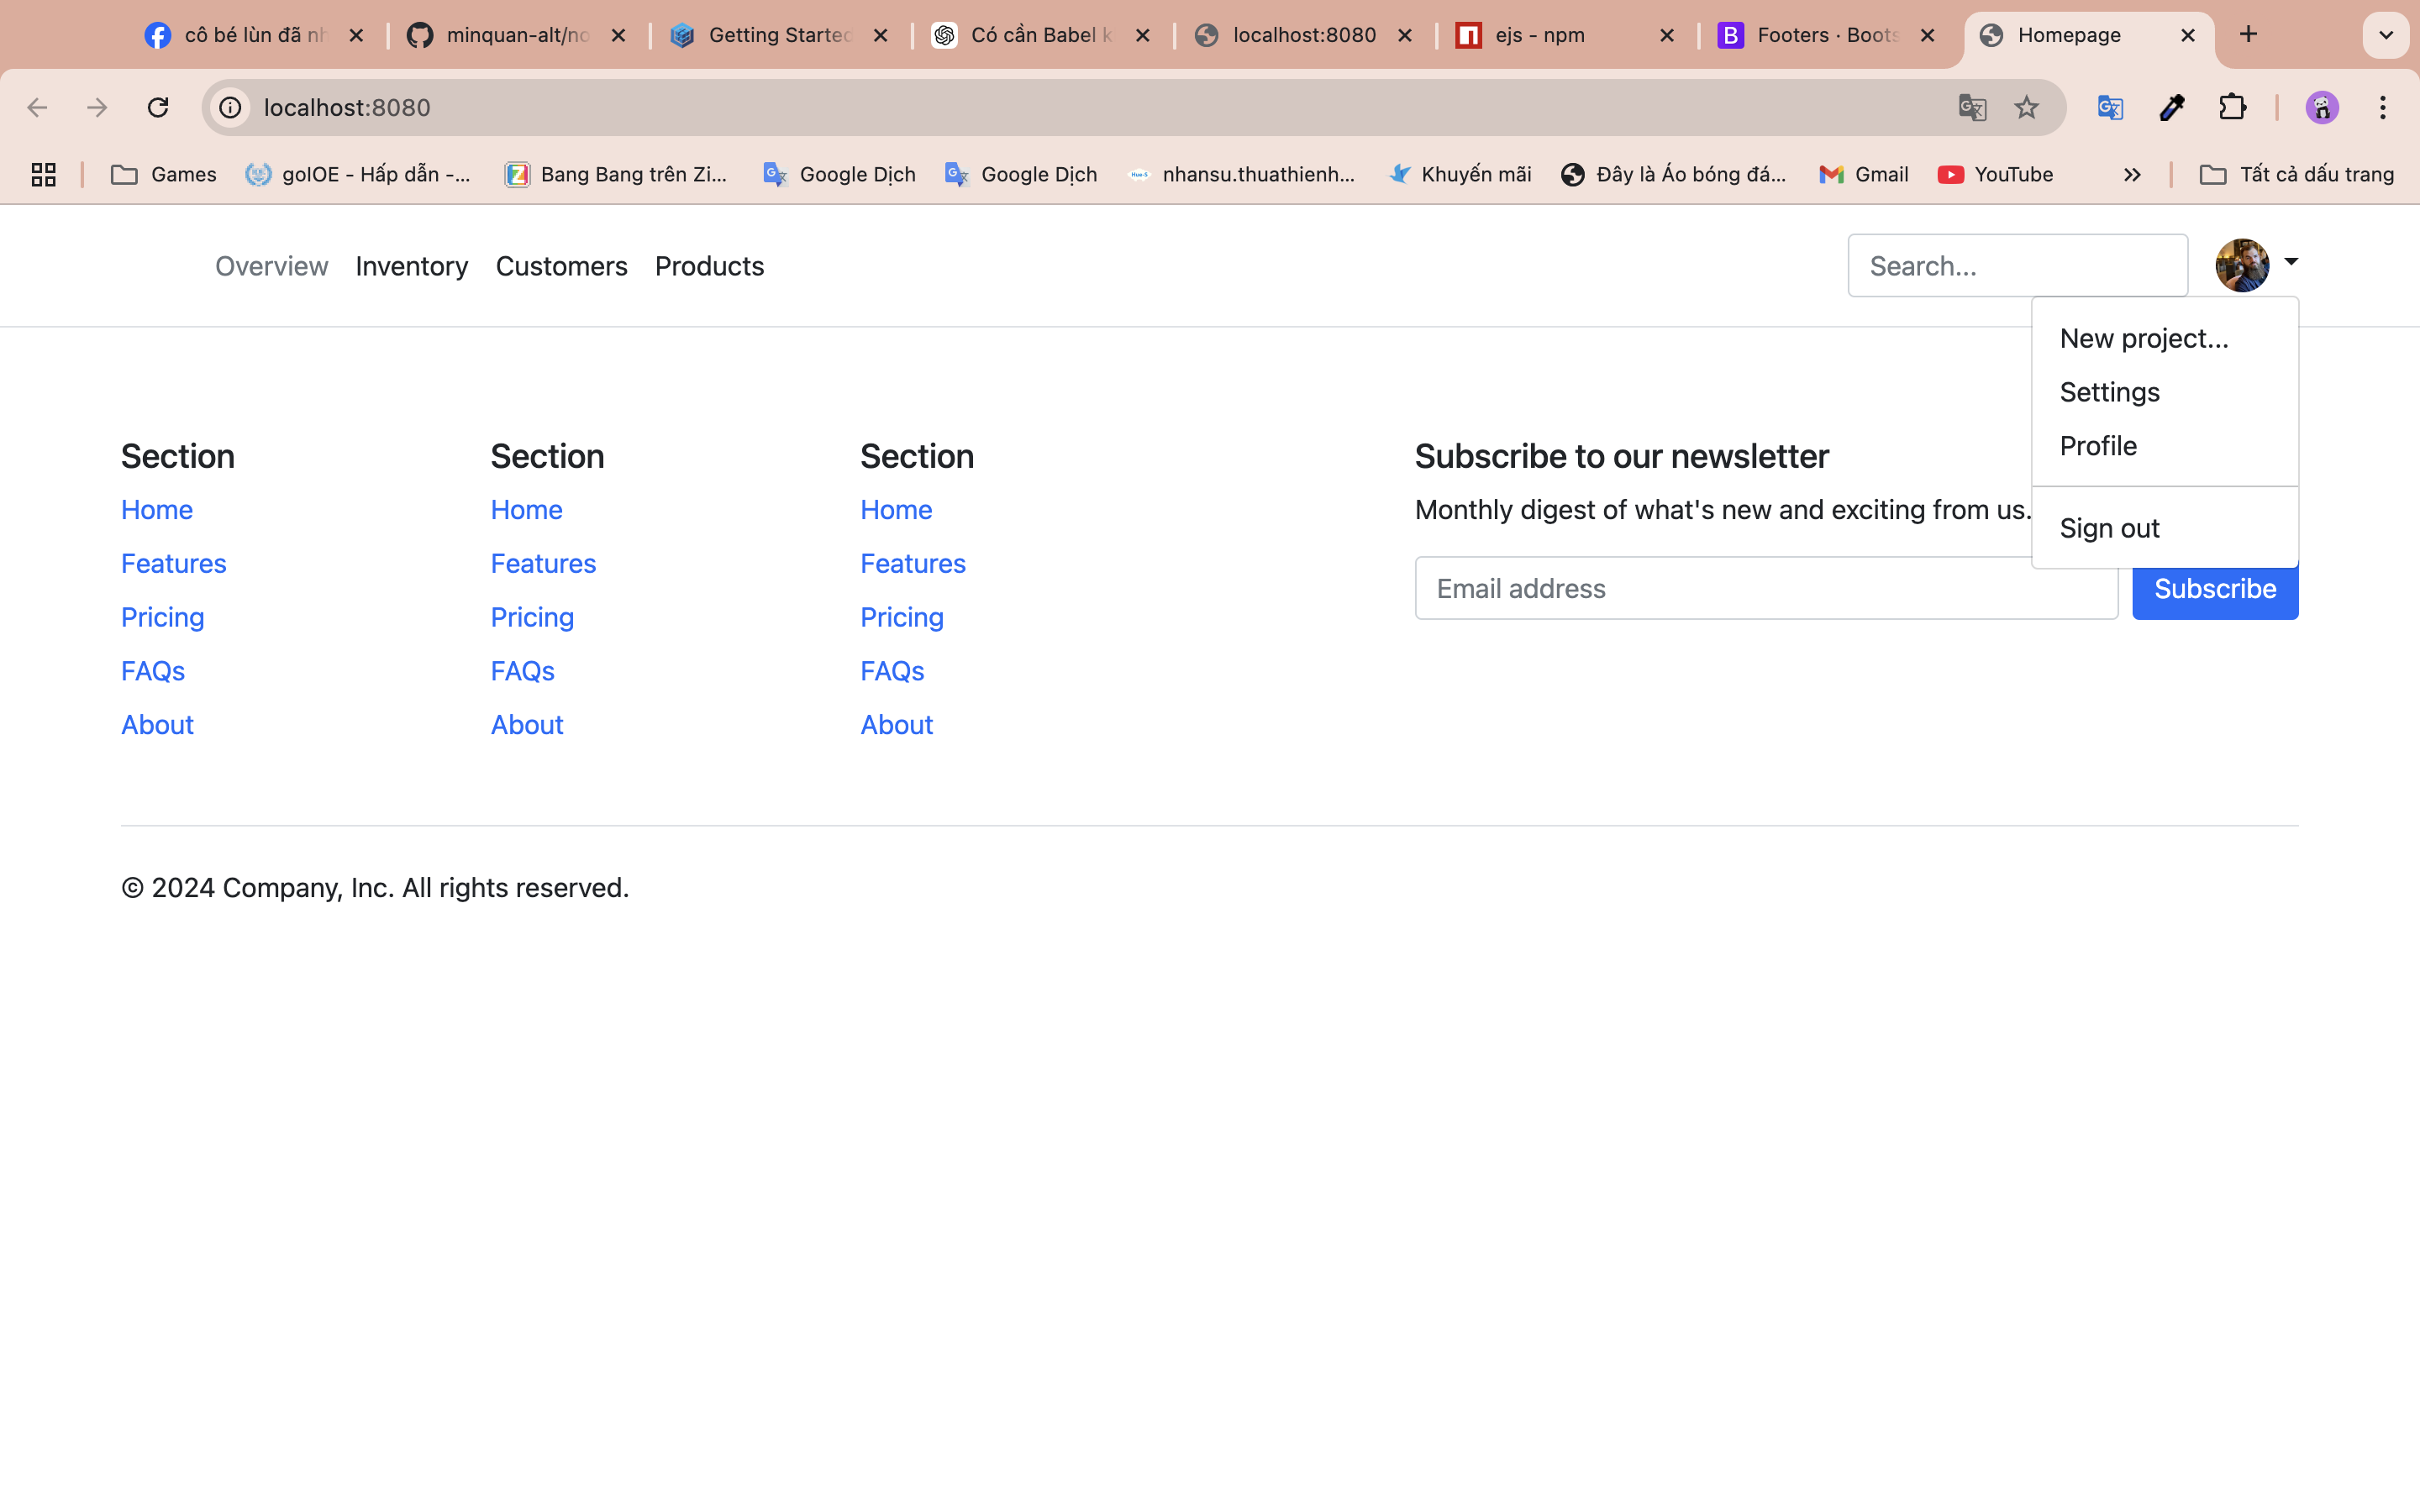 cô bé lùn đã nh
minquan-alt/no
Getting Started
Có cần Babel k
localhost:8080
ejs - npm
Footers · Boots
Homepage
localhost:8080
Games
goIOE - Hấp dẫn -...
Bang Bang trên Zi...
Google Dịch
Google Dịch
nhansu.thuathienh...
Khuyến mãi
Đây là Áo bóng đá...
Gmail
YouTube
Tất cả dấu trang
Overview Inventory Customers Products
Search...
New project...
Settings
Profile
Sign out
Section
Home
Features
Pricing
FAQs
About
Section
Home
Features
Pricing
FAQs
About
Section
Home
Features
Pricing
FAQs
About
Subscribe to our newsletter
Monthly digest of what's new and exciting from us.
Email address
Subscribe
© 2024 Company, Inc. All rights reserved.